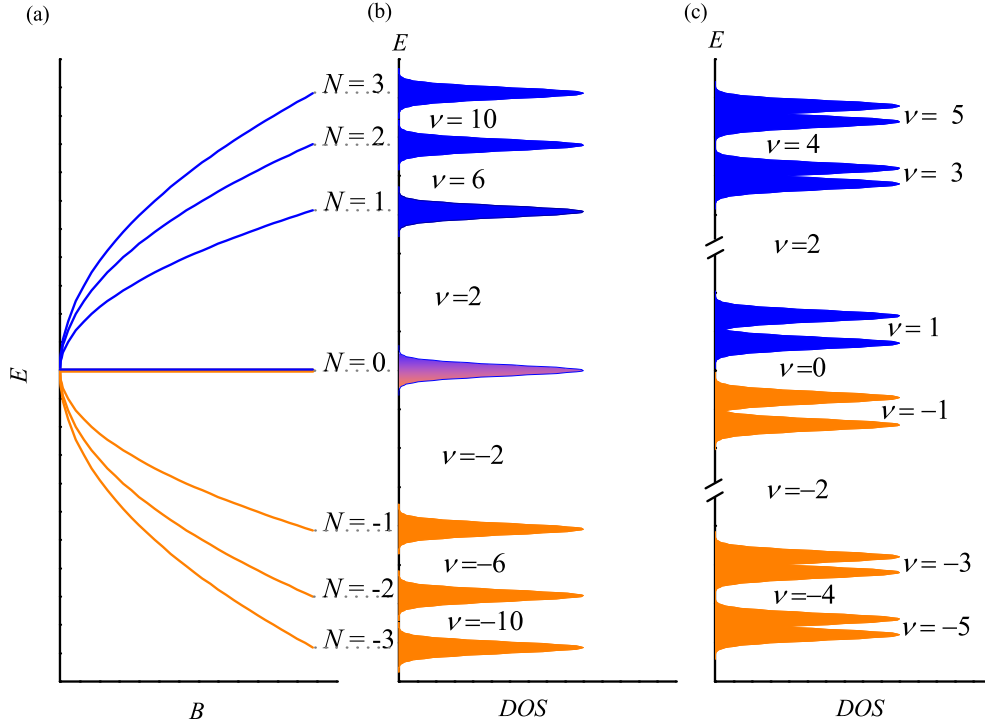 (a)
(b)
(c)
E
E
N = 3
ν = 10
N = 2
ν = 6
N = 1
ν = 2
N = 0
ν = −2
N = -1
ν = −6
N = -2
ν = −10
N = -3
E
B
DOS
ν = 5
ν = 4
ν = 3
ν = 2
ν = 1
ν = 0
ν = −1
ν = −2
ν = −3
ν = −4
ν = −5
DOS